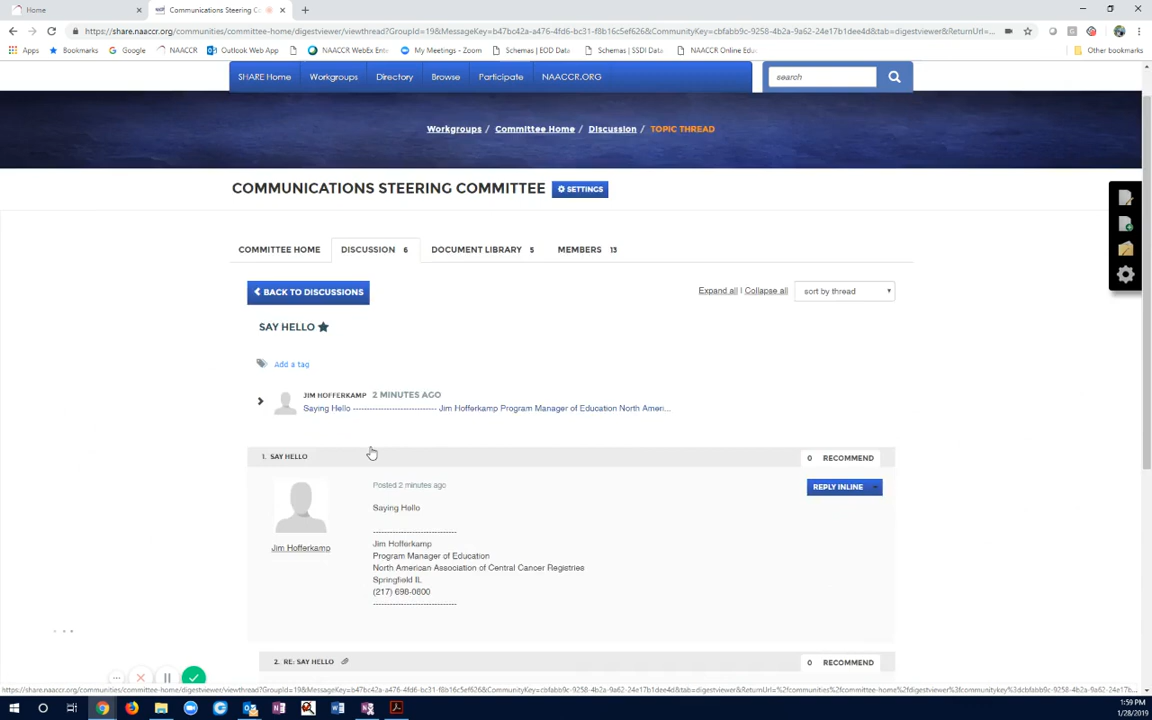 Home
Communications Steering Co
https://share.naaccr.org/communities/committee-home/digestviewer/viewthread?GroupId=19&MessageKey=b47bc42a-a476-4fd6-bc31-f8b16c5ef626&CommunityKey=cbfabb9c-9258-4b2a-9a62-24d3eb1dee4d&tab=digestviewer&ReturnUrl=...
Apps
Bookmarks
Google
NAACCR
Outlook Web App
NAACCR WebEx Ente
My Meetings - Zoom
Schemas | EOD Data
Schemas | SSDI Data
NAACCR Online Edu
Other bookmarks
SHARE Home
Workgroups
Directory
Browse
Participate
NAACCR.ORG
search
Workgroups / Committee Home / Discussion / TOPIC THREAD
COMMUNICATIONS STEERING COMMITTEE
SETTINGS
COMMITTEE HOME
DISCUSSION 6
DOCUMENT LIBRARY 5
MEMBERS 13
BACK TO DISCUSSIONS
Expand all | Collapse all
sort by thread
SAY HELLO
Add a tag
JIM HOFFERKAMP 2 MINUTES AGO
Saying Hello ------------------------------ Jim Hofferkamp Program Manager of Education North Ameri...
1. SAY HELLO
0 RECOMMEND
Posted 2 minutes ago
REPLY INLINE
Saying Hello
------------------------------
Jim Hofferkamp
Jim Hofferkamp
Program Manager of Education
North American Association of Central Cancer Registries
Springfield IL
(217) 698-0800
------------------------------
2. RE: SAY HELLO
0 RECOMMEND
1:59 PM
1/28/2019